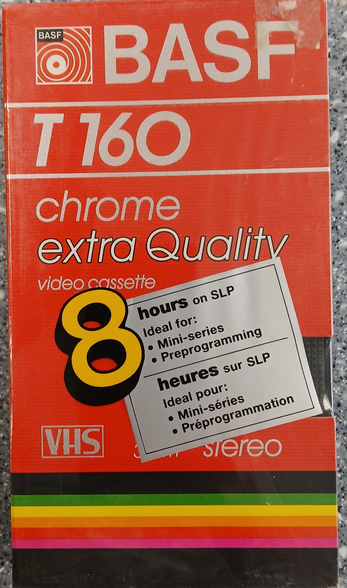 BASF
BASF
T 160
chrome
extra Quality
video cassette
8
hours on SLP
Ideal for:
• Mini-series
• Preprogramming
heures sur SLP
Ideal pour:
• Mini-séries
• Préprogrammation
VHS
stereo